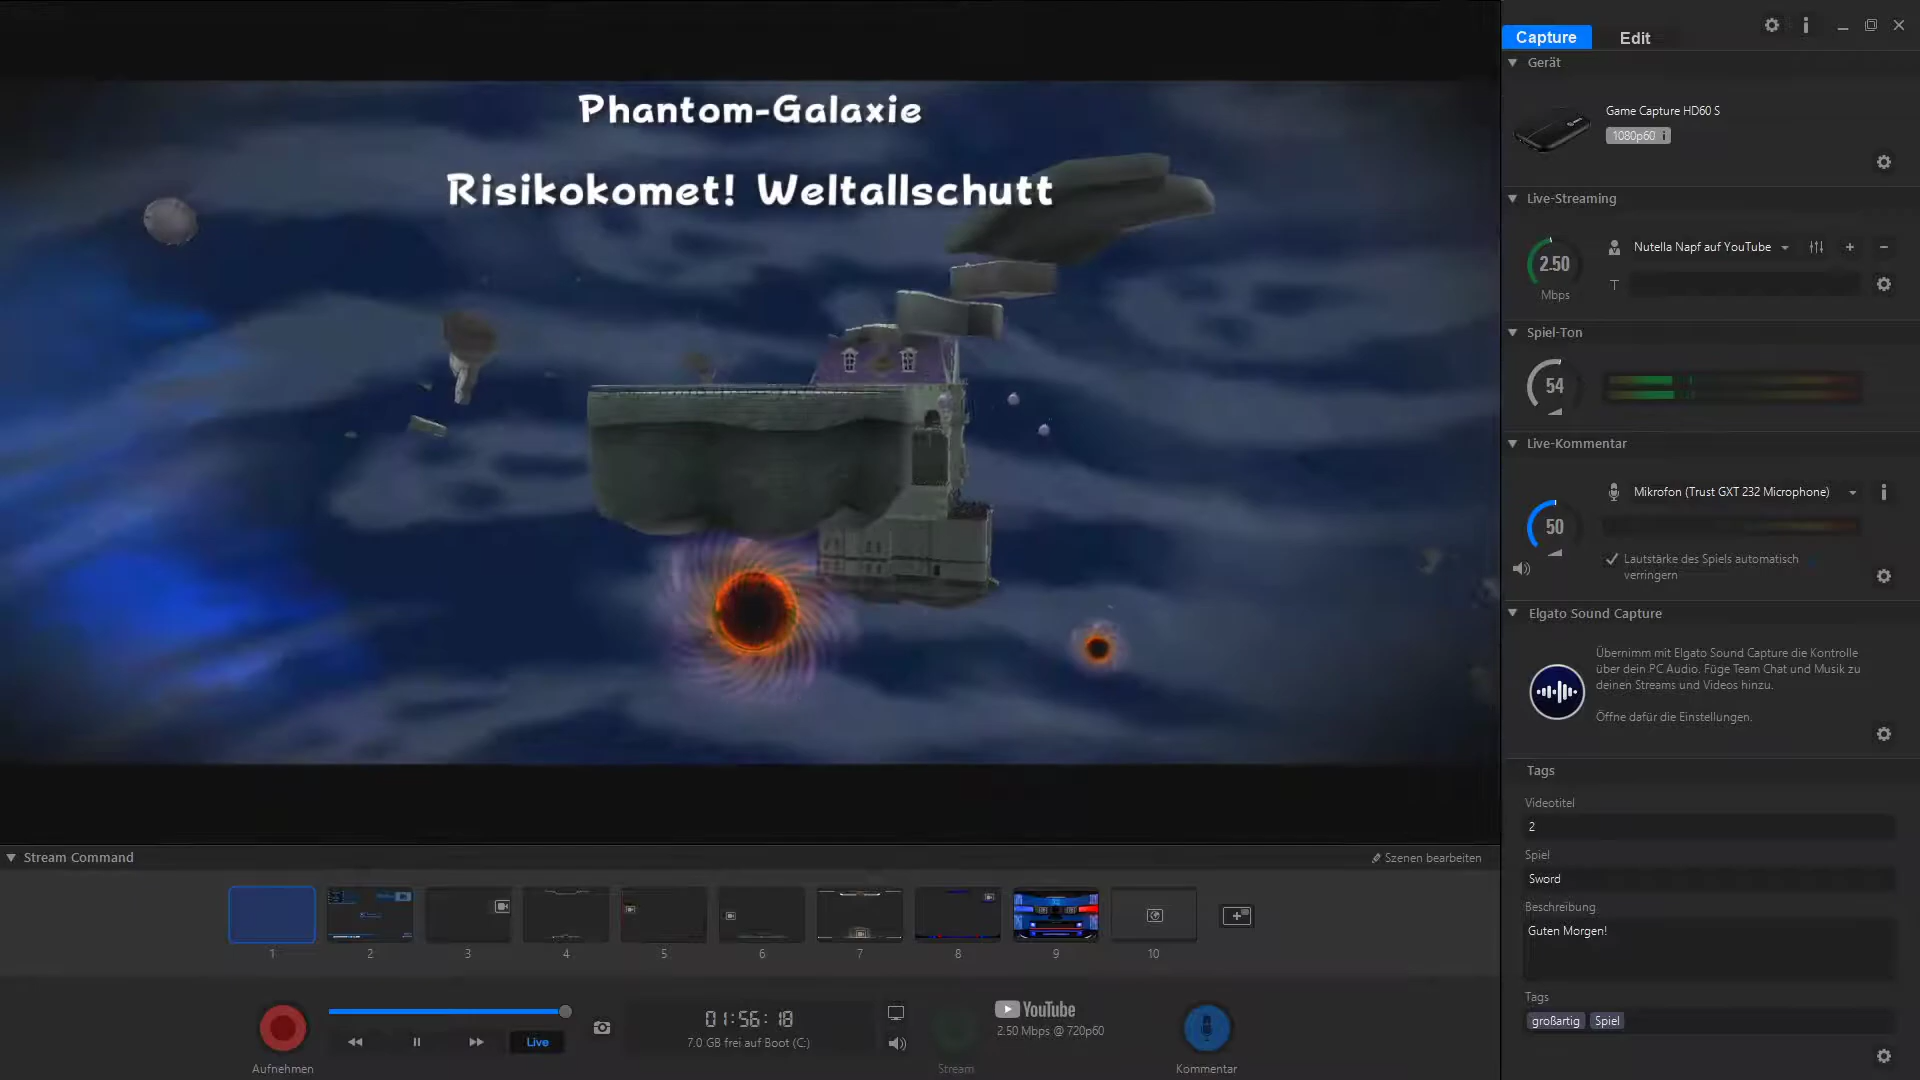 Phantom-Galaxie
Risikokomet! Weltallschutt
Capture
Edit
Gerät
Game Capture HD60 S
1080p60
Live-Streaming
2.50
Mbps
Nutella Napf auf YouTube
Spiel-Ton
54
Live-Kommentar
Mikrofon (Trust GXT 232 Microphone)
50
Lautstärke des Spiels automatisch
verringern
Elgato Sound Capture
Übernimm mit Elgato Sound Capture die Kontrolle
über dein PC Audio. Füge Team Chat und Musik zu
deinen Streams und Videos hinzu.
Öffne dafür die Einstellungen.
Tags
Videotitel
2
Spiel
Sword
Beschreibung
Guten Morgen!
Tags
großartig
Spiel
Stream Command
Szenen bearbeiten
1
2
3
4
5
6
7
8
9
10
Aufnehmen
Live
01:56:18
7.0 GB frei auf Boot (C:)
Stream
YouTube
2.50 Mbps @ 720p60
Kommentar